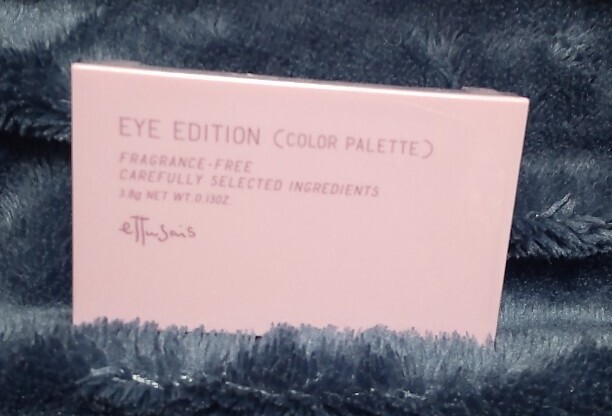 EYE EDITION (COLOR PALETTE)
FRAGRANCE-FREE
CAREFULLY SELECTED INGREDIENTS
3.8g NET WT.0.13OZ.
ettusais